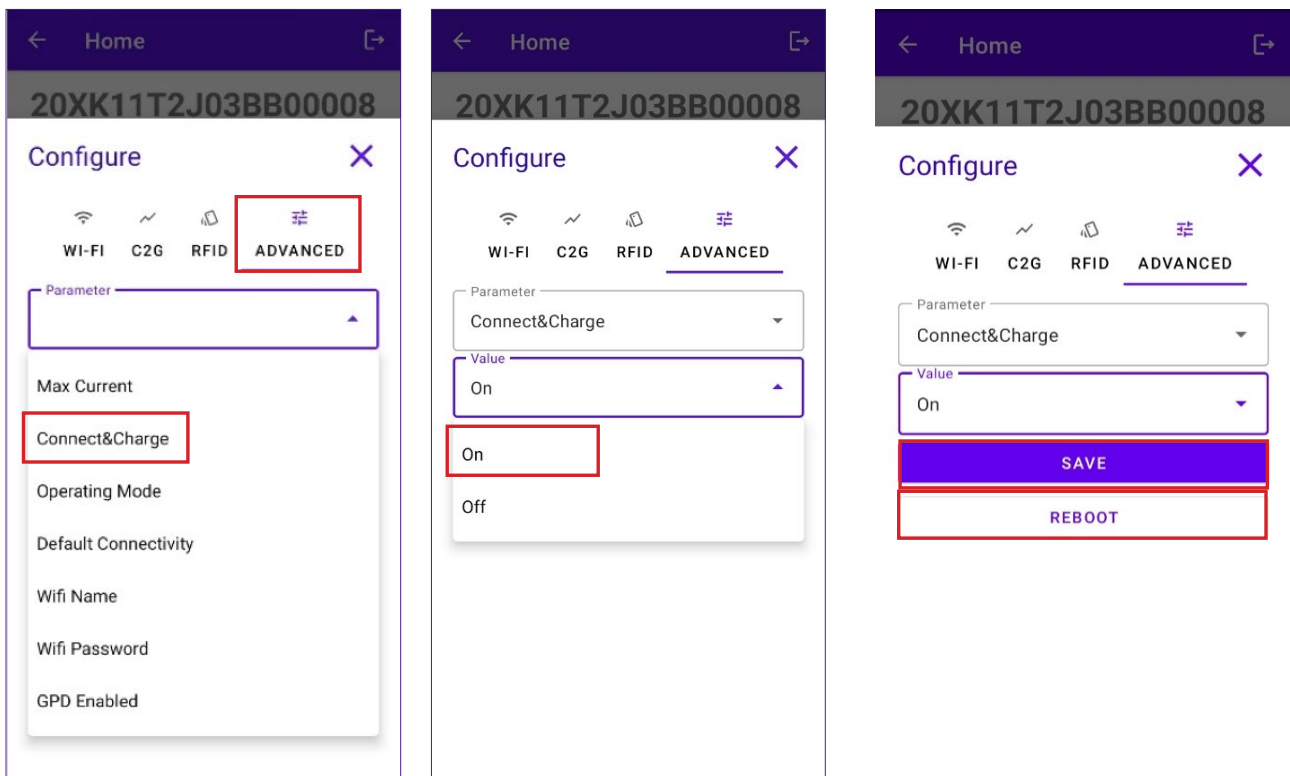 Home
20XK11T2J03BB00008
Configure
WI-FI C2G RFID ADVANCED
Parameter
Max Current
Connect&Charge
Operating Mode
Default Connectivity
Wifi Name
Wifi Password
GPD Enabled
Home
20XK11T2J03BB00008
Configure
WI-FI C2G RFID ADVANCED
Parameter
Connect&Charge
Value
On
On
Off
Home
20XK11T2J03BB00008
Configure
WI-FI C2G RFID ADVANCED
Parameter
Connect&Charge
Value
On
SAVE
REBOOT